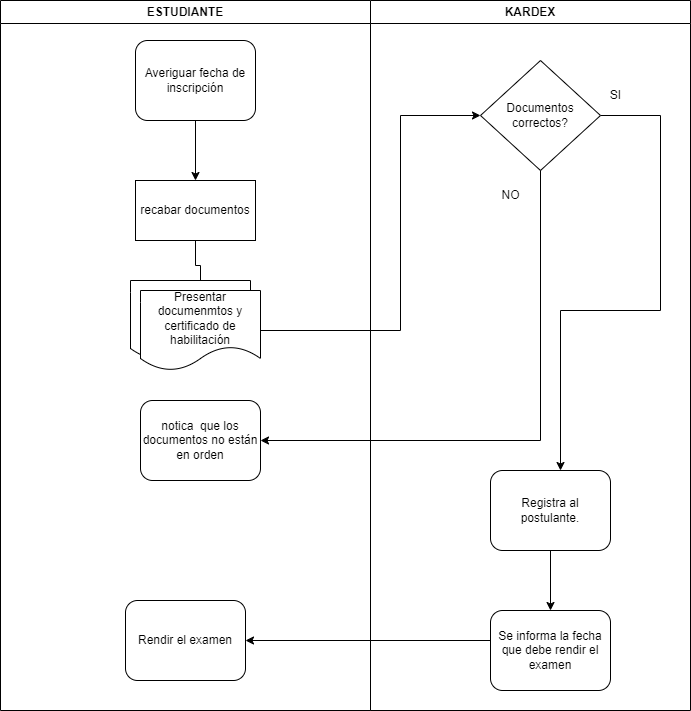 ESTUDIANTE
KARDEX
Averiguar fecha de
inscripción
Documentos
correctos?
SI
NO
recabar documentos
Presentar
documenmtos y
certificado de
habilitación
notica  que los
documentos no están
en orden
Registra al
postulante.
Se informa la fecha
que debe rendir el
examen
Rendir el examen